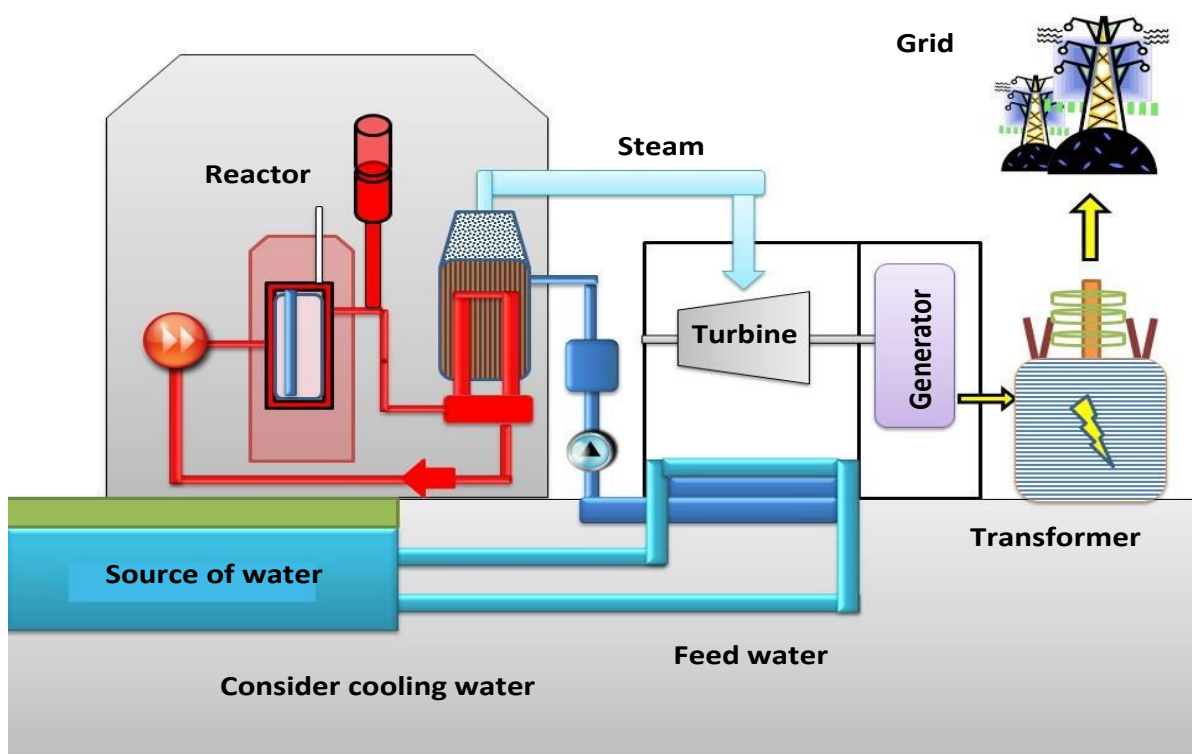 Grid
Steam
Reactor
Turbine
Generator
Transformer
Source of water
Feed water
Consider cooling water